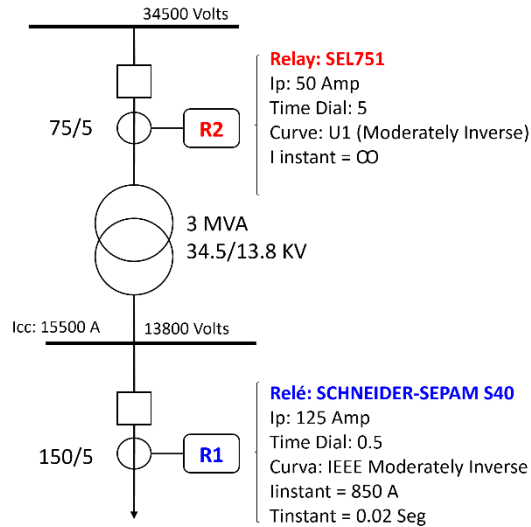 34500 Volts
Relay: SEL751
Ip: 50 Amp
Time Dial: 5
Curve: U1 (Moderately Inverse)
I instant = ꝏ
75/5
R2
3 MVA
34.5/13.8 KV
Icc: 15500 A
13800 Volts
Relé: SCHNEIDER-SEPAM S40
Ip: 125 Amp
Time Dial: 0.5
Curva: IEEE Moderately Inverse
Iinstant = 850 A
Tinstant = 0.02 Seg
150/5
R1